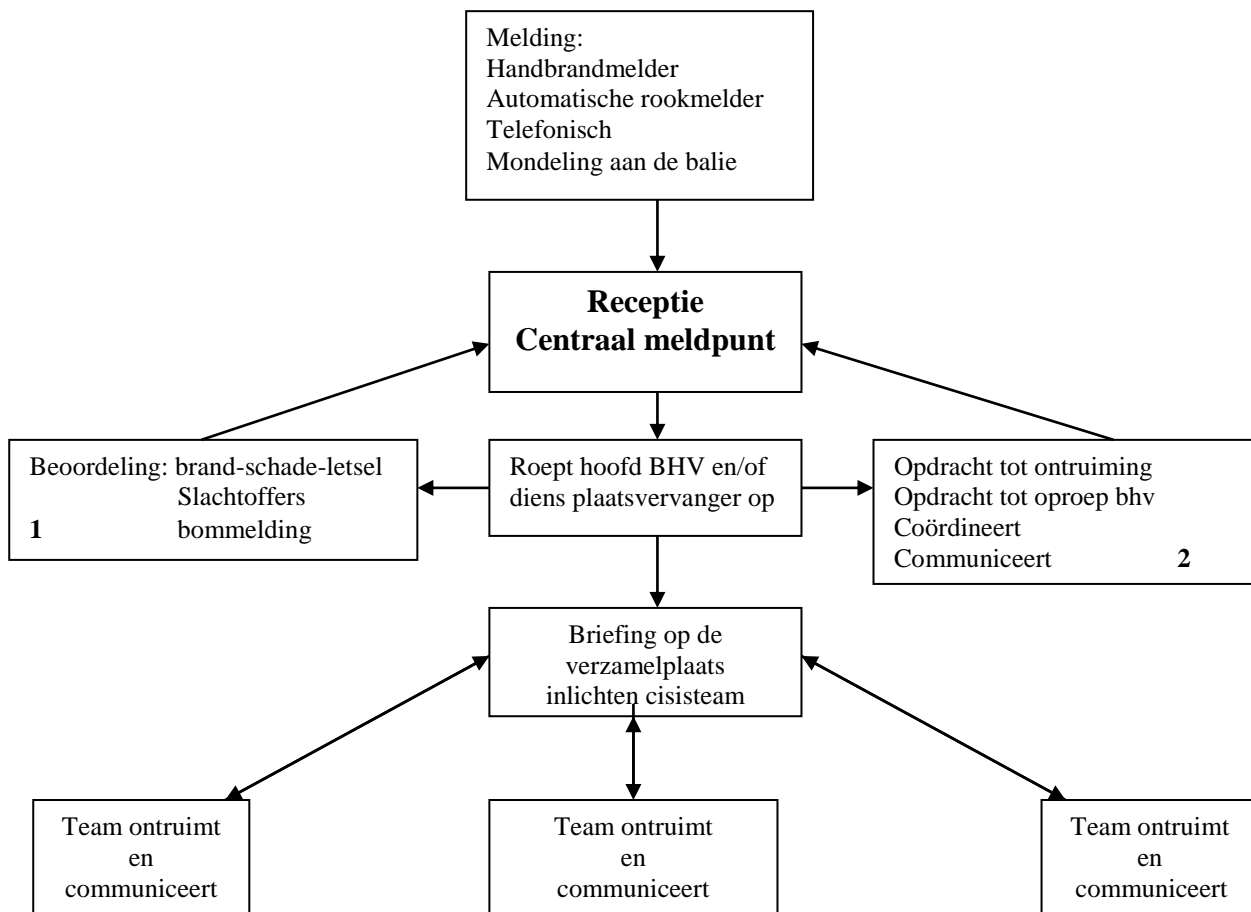 Melding:
Handbrandmelder
Automatische rookmelder
Telefonisch
Mondeling aan de balie
Receptie
Centraal meldpunt
Beoordeling: brand-schade-letsel
Slachtoffers
1 bommelding
Roept hoofd BHV en/of
diens plaatsvervanger op
Opdracht tot ontruiming
Opdracht tot oproep bhv
Coördineert
Communiceert 2
Briefing op de
verzamelplaats
inlichten cisisteam
Team ontruimt
en
communiceert
Team ontruimt
en
communiceert
Team ontruimt
en
communiceert